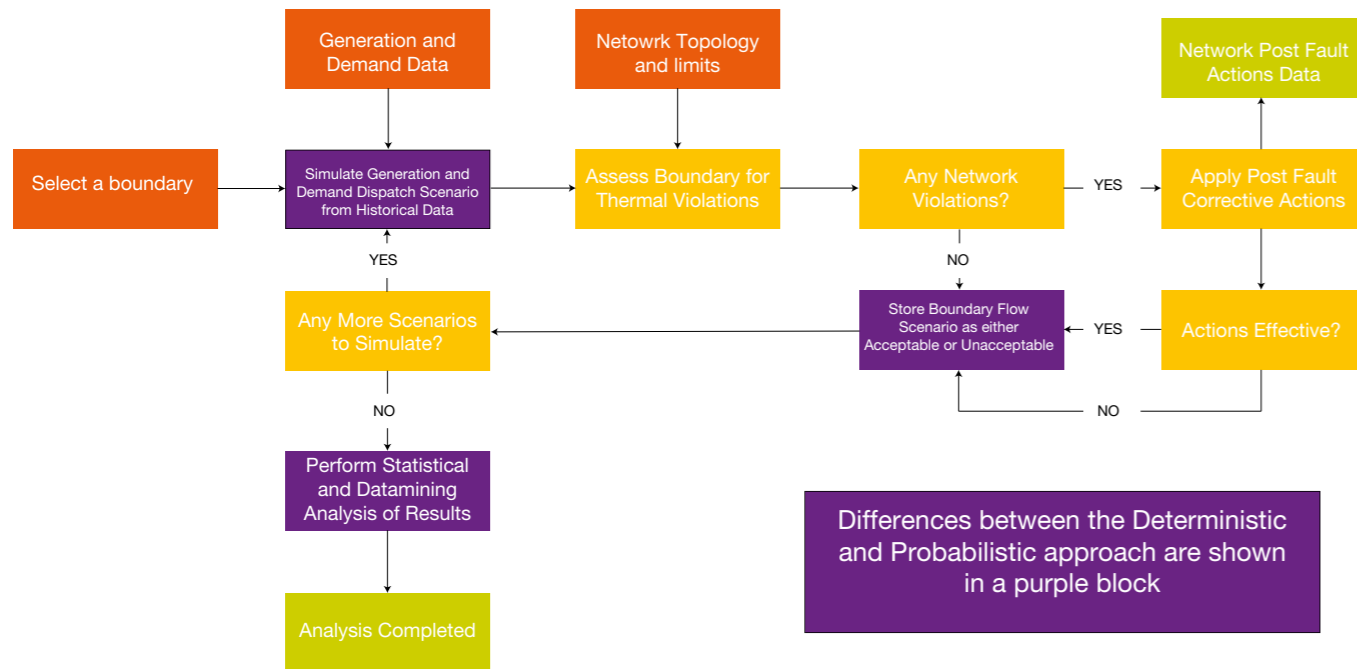 Generation and
Demand Data
Netowrk Topology
and limits
Network Post Fault
Actions Data
Select a boundary
Simulate Generation and
Demand Dispatch Scenario
from Historical Data
Assess Boundary for
Thermal Violations
Any Network
Violations?
YES
Apply Post Fault
Corrective Actions
YES
NO
Any More Scenarios
to Simulate?
Store Boundary Flow
Scenario as either
Acceptable or Unacceptable
YES
Actions Effective?
NO
NO
Perform Statistical
and Datamining
Analysis of Results
Differences between the Deterministic
and Probabilistic approach are shown
in a purple block
Analysis Completed